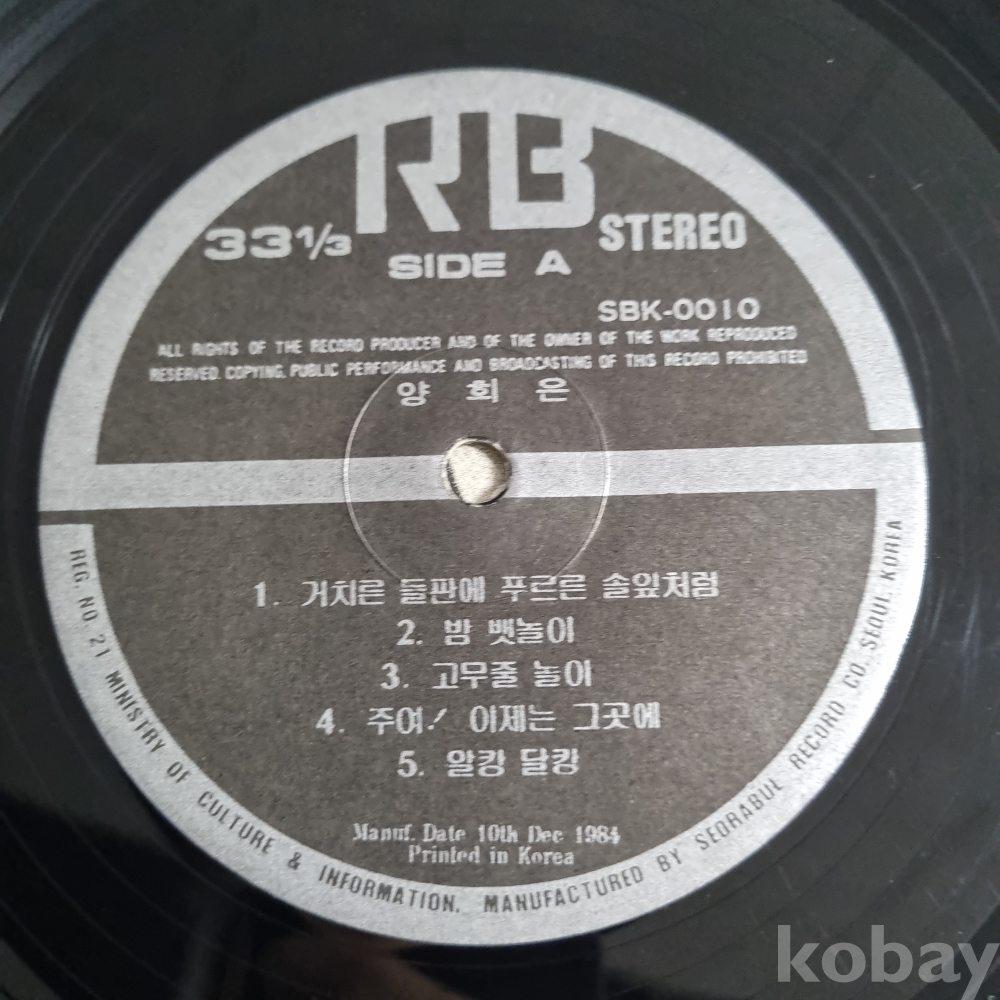 RB
33 1/3
STEREO
SIDE A
SBK-0010
ALL RIGHTS OF THE RECORD PRODUCER AND OF THE OWNER OF THE WORK REPRODUCED
RESERVED. COPYING, PUBLIC PERFORMANCE AND BROADCASTING OF THIS RECORD PROHIBITED
양 희 은
1. 거치른 들판에 푸르른 솔잎처럼
2. 밤 뱃놀이
3. 고무줄 놀이
4. 주여! 이제는 그곳에
5. 알캉 달캉
Manuf. Date 10th Dec 1984
Printed in Korea
REG. NO. 21 MINISTRY OF CULTURE & INFORMATION. MANUFACTURED BY SEORABUL RECORD CO. SEOUL, KOREA
kobay